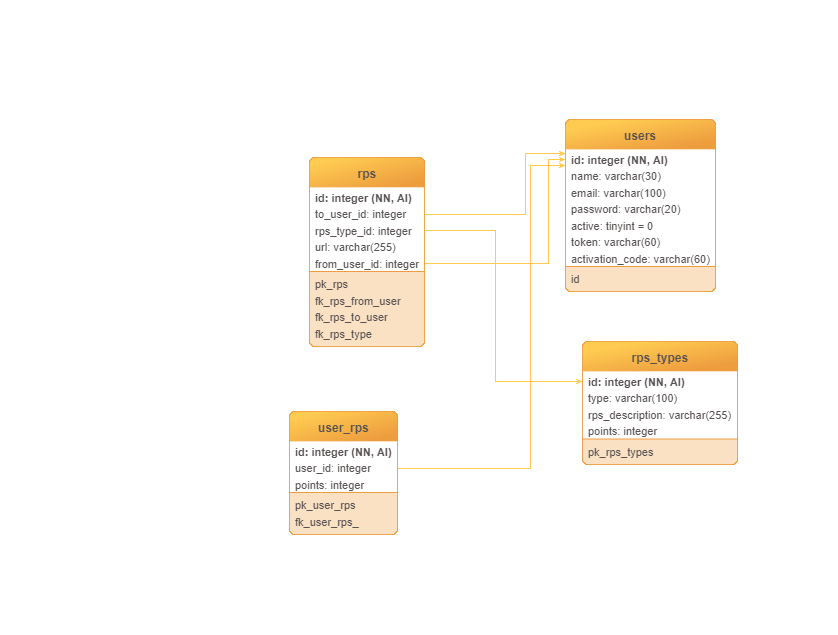 users
id: integer (NN, AI)
name: varchar(30)
email: varchar(100)
password: varchar(20)
active: tinyint = 0
token: varchar(60)
activation_code: varchar(60)
id
rps
id: integer (NN, AI)
to_user_id: integer
rps_type_id: integer
url: varchar(255)
from_user_id: integer
pk_rps
fk_rps_from_user
fk_rps_to_user
fk_rps_type
rps_types
id: integer (NN, AI)
type: varchar(100)
rps_description: varchar(255)
points: integer
pk_rps_types
user_rps
id: integer (NN, AI)
user_id: integer
points: integer
pk_user_rps
fk_user_rps_